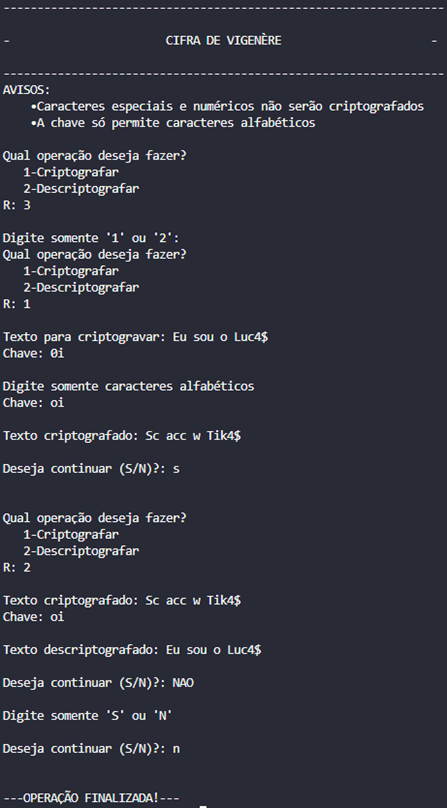 ----------------------------------------------------------------
- CIFRA DE VIGENÈRE -
----------------------------------------------------------------
AVISOS:
•Caracteres especiais e numéricos não serão criptografados
•A chave só permite caracteres alfabéticos
Qual operação deseja fazer?
1-Criptografar
2-Descriptografar
R: 3
Digite somente '1' ou '2':
Qual operação deseja fazer?
1-Criptografar
2-Descriptografar
R: 1
Texto para criptogravar: Eu sou o Luc4$
Chave: 0i
Digite somente caracteres alfabéticos
Chave: oi
Texto criptografado: Sc acc w Tik4$
Deseja continuar (S/N)?: s
Qual operação deseja fazer?
1-Criptografar
2-Descriptografar
R: 2
Texto criptografado: Sc acc w Tik4$
Chave: oi
Texto descriptografado: Eu sou o Luc4$
Deseja continuar (S/N)?: NAO
Digite somente 'S' ou 'N'
Deseja continuar (S/N)?: n
---OPERAÇÃO FINALIZADA!---